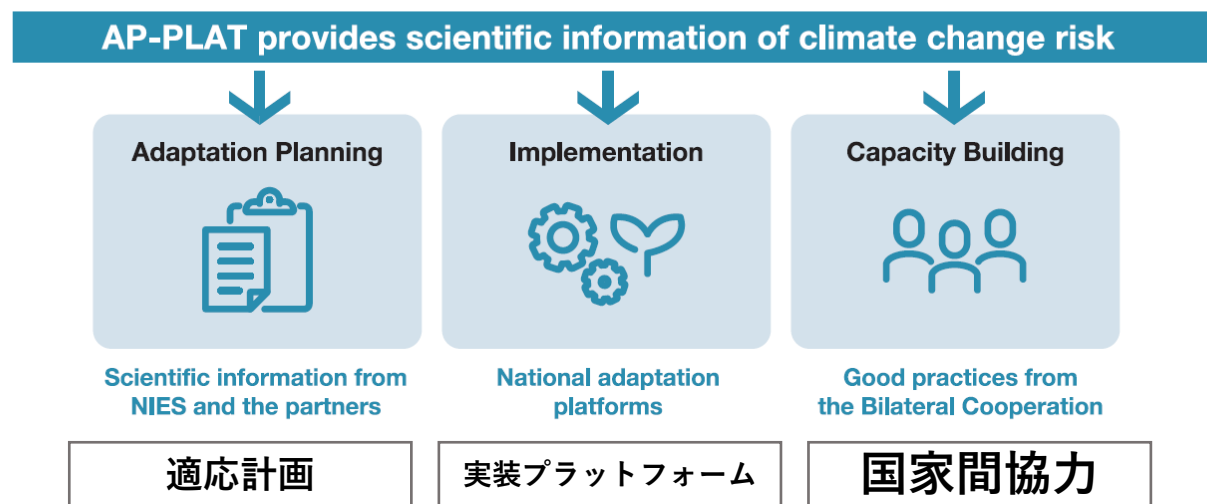 AP-PLAT provides scientific information of climate change risk
Adaptation Planning
Implementation
Capacity Building
Scientific information from
NIES and the partners
National adaptation
platforms
Good practices from
the Bilateral Cooperation
適応計画
実装プラットフォーム
国家間協力